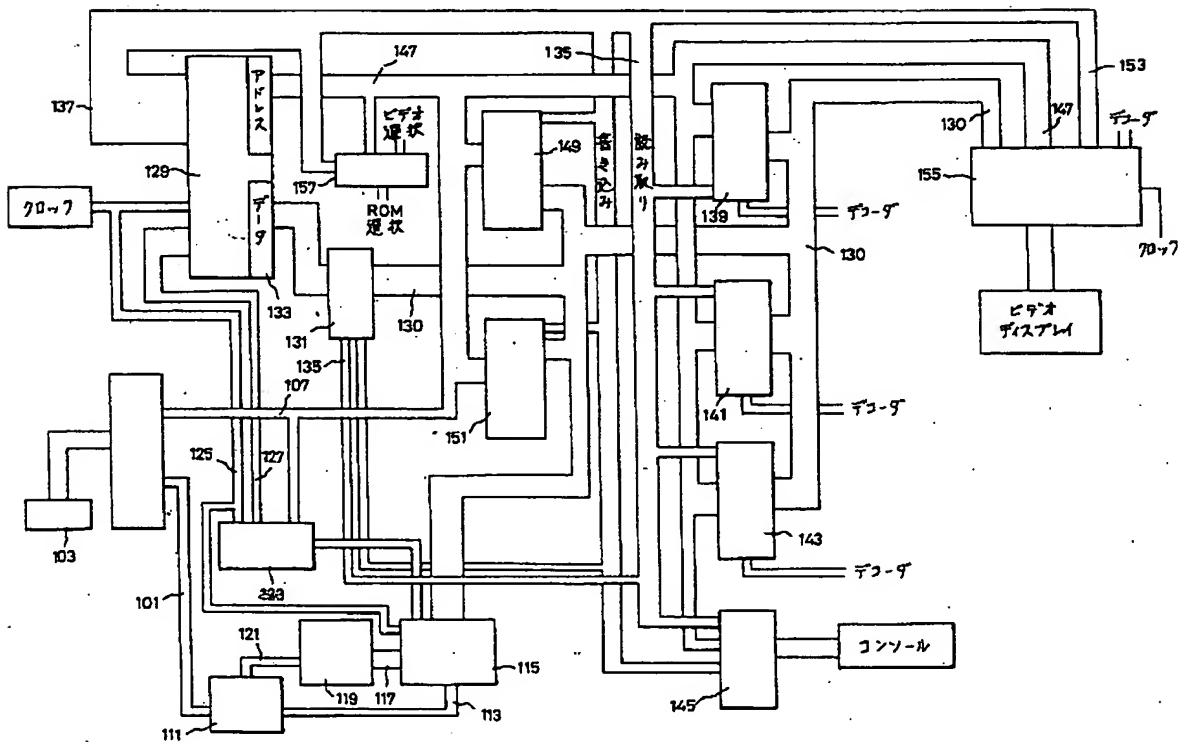 135
147
153
137
アドレス
ビデオ
選択
130
147
デコーダ
129
149
書き込み
読み取り
157
155
クロック
ROM
選択
139
デコーダ
データ
クロック
130
133
131
130
ビデオ
ディスプレイ
135
107
141
デコーダ
151
125
127
103
143
デコーダ
101
コンソール
121
115
119
117
113
145
111